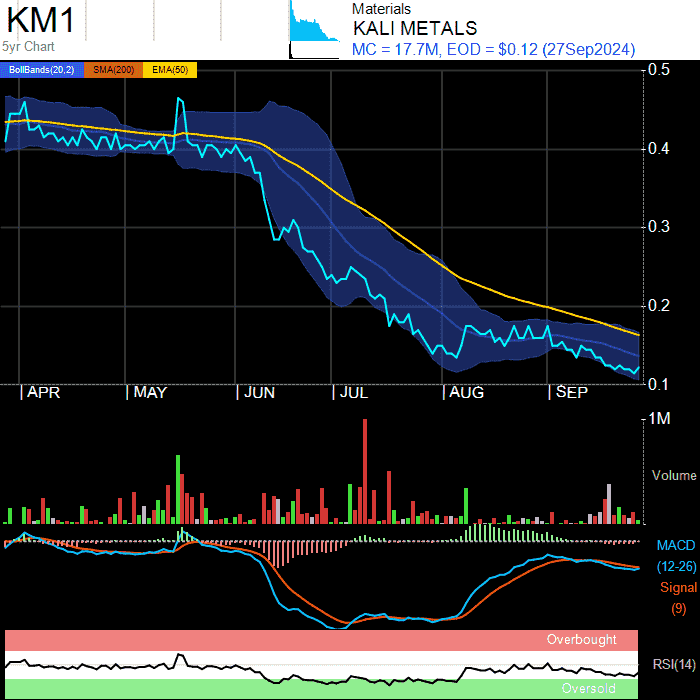 KM1
5yr Chart
Materials
KALI METALS
MC = 17.7M, EOD = $0.12 (27Sep2024)
BollBands(20,2) SMA(200) EMA(50)
0.5
0.4
0.3
0.2
0.1
APR MAY JUN JUL AUG SEP
1M
Volume
MACD
(12-26)
Signal
(9)
Overbought
RSI(14)
Oversold